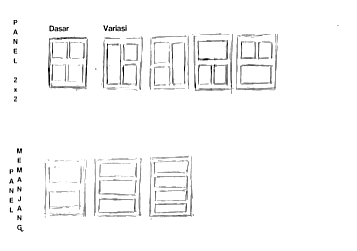 PANEL 2x2
Dasar Variasi
PANEL
MEMANJANG